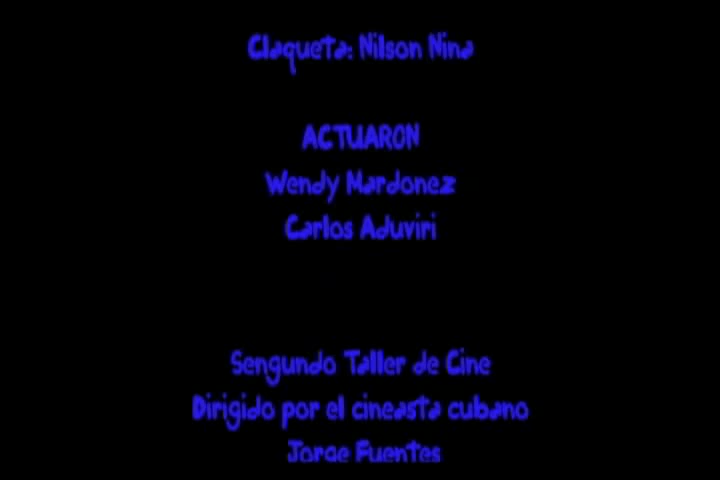 Claqueta: Nilson Nina
ACTUARON
Wendy Mardonez
Carlos Aduviri
Sengundo Taller de Cine
Dirigido por el cineasta cubano
Jorge Fuentes